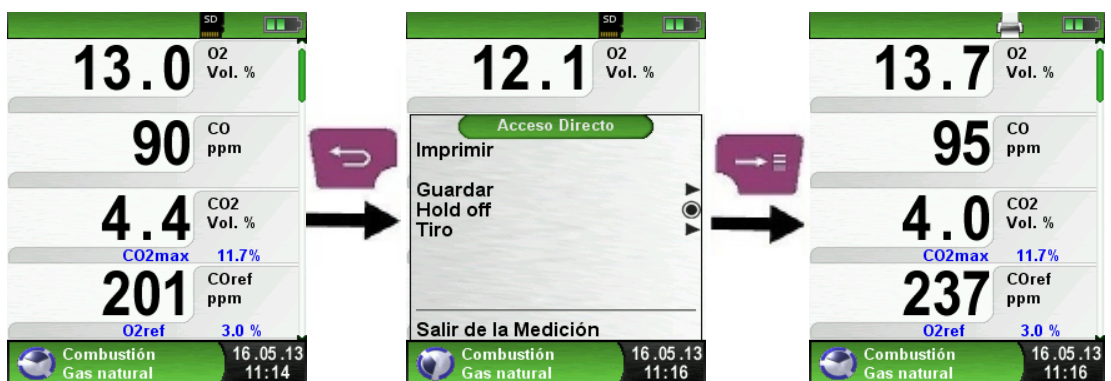 SD
13.0 O2
Vol. %
90 CO
ppm
4.4 CO2
Vol. %
CO2max 11.7%
201 COref
ppm
O2ref 3.0 %
Combustión 16.05.13
Gas natural 11:14
SD
12.1 O2
Vol. %
Acceso Directo
Imprimir
Guardar
Hold off
Tiro
Salir de la Medición
Combustión 16.05.13
Gas natural 11:16
13.7 O2
Vol. %
95 CO
ppm
4.0 CO2
Vol. %
CO2max 11.7%
237 COref
ppm
O2ref 3.0 %
Combustión 16.05.13
Gas natural 11:16